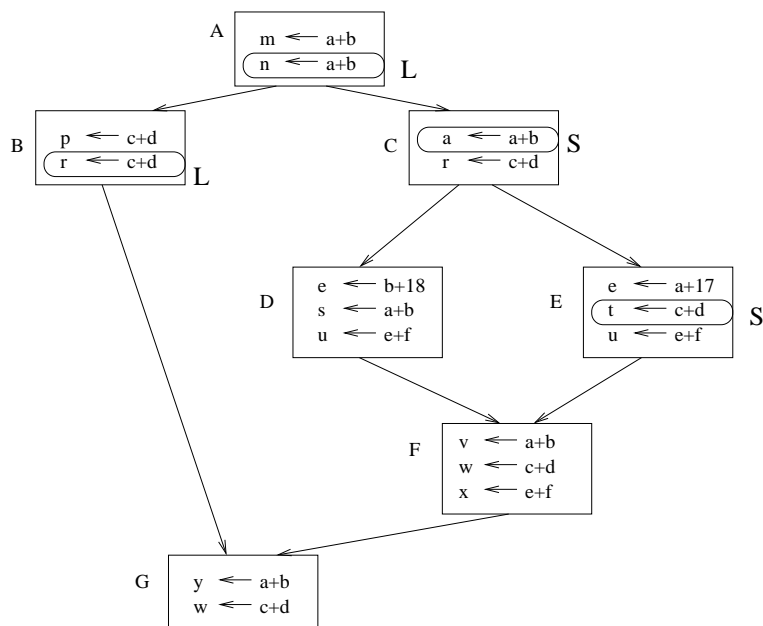 A
m ← a+b
n ← a+b
L
B
p ← c+d
r ← c+d
L
C
a ← a+b
S
r ← c+d
D
e ← b+18
s ← a+b
u ← e+f
E
e ← a+17
t ← c+d
S
u ← e+f
F
v ← a+b
w ← c+d
x ← e+f
G
y ← a+b
w ← c+d